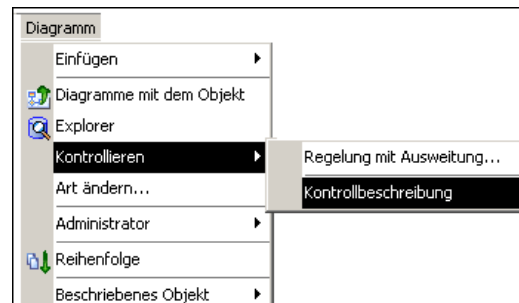 Diagramm
Einfügen
Diagramme mit dem Objekt
Explorer
Kontrollieren
Regelung mit Ausweitung...
Art ändern...
Kontrollbeschreibung
Administrator
Reihenfolge
Beschriebenes Objekt